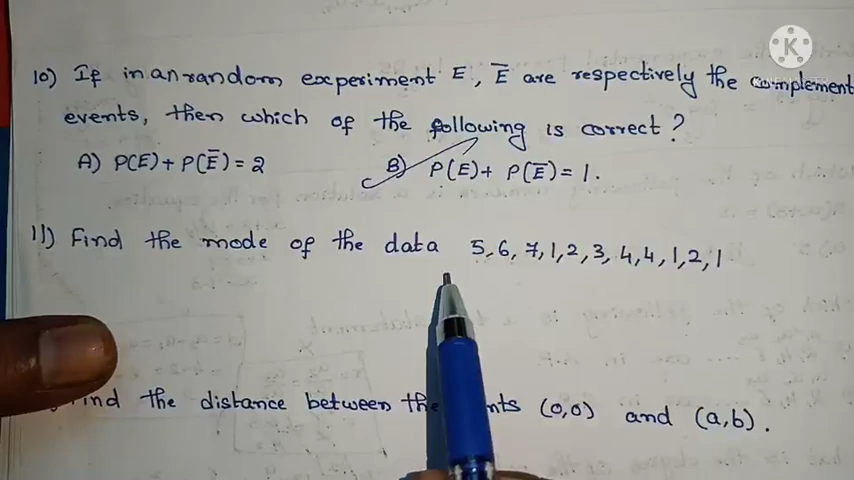 10) If in an random experiment E, E̅ are respectively the complement
events, then which of the following is correct?
A) P(E) + P(E̅) = 2 B) P(E) + P(E̅) = 1.
11) Find the mode of the data 5, 6, 7, 1, 2, 3, 4, 4, 1, 2, 1
Find the distance between the (0,0) and (a,b).
K